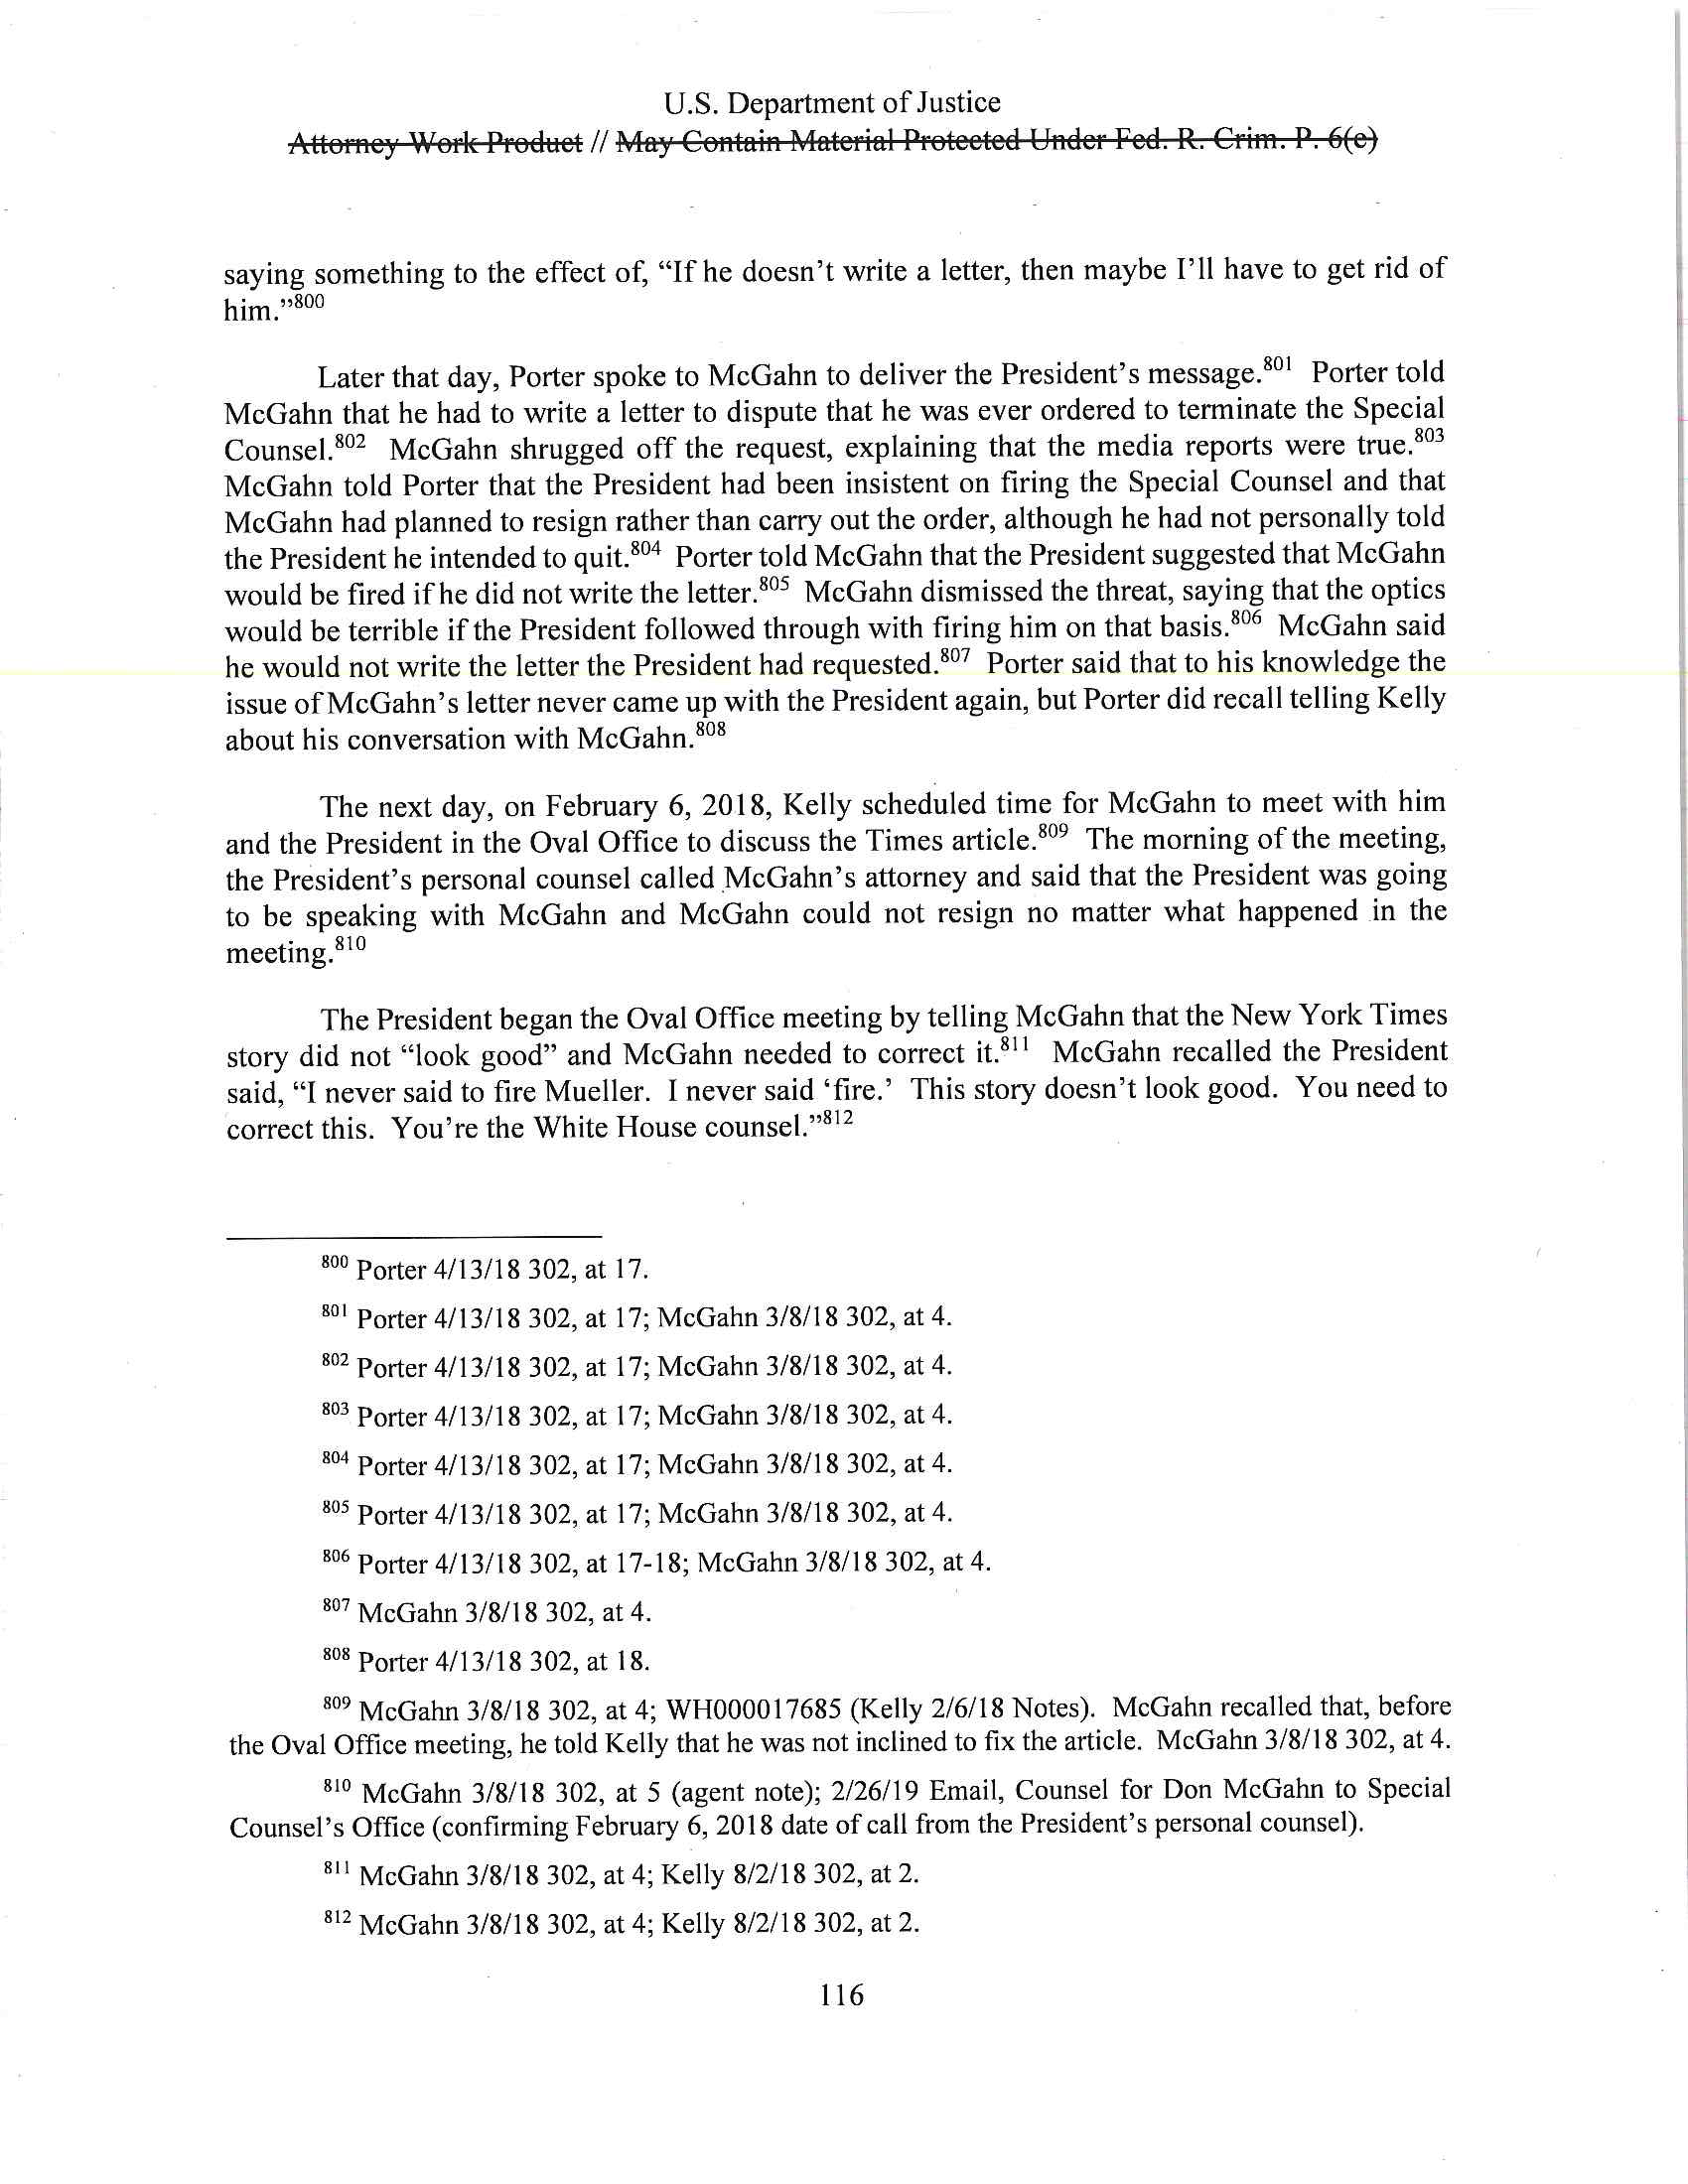 U.S. Department of Justice
Attorney Work Product // May Contain Material Protected Under Fed. R. Crim. P. 6(e)
saying something to the effect of, “If he doesn’t write a letter, then maybe I’ll have to get rid of
him.”800
Later that day, Porter spoke to McGahn to deliver the President’s message.801 Porter told
McGahn that he had to write a letter to dispute that he was ever ordered to terminate the Special
Counsel.802 McGahn shrugged off the request, explaining that the media reports were true.803
McGahn told Porter that the President had been insistent on firing the Special Counsel and that
McGahn had planned to resign rather than carry out the order, although he had not personally told
the President he intended to quit.804 Porter told McGahn that the President suggested that McGahn
would be fired if he did not write the letter.805 McGahn dismissed the threat, saying that the optics
would be terrible if the President followed through with firing him on that basis.806 McGahn said
he would not write the letter the President had requested.807 Porter said that to his knowledge the
issue of McGahn’s letter never came up with the President again, but Porter did recall telling Kelly
about his conversation with McGahn.808
The next day, on February 6, 2018, Kelly scheduled time for McGahn to meet with him
and the President in the Oval Office to discuss the Times article.809 The morning of the meeting,
the President’s personal counsel called McGahn’s attorney and said that the President was going
to be speaking with McGahn and McGahn could not resign no matter what happened in the
meeting.810
The President began the Oval Office meeting by telling McGahn that the New York Times
story did not “look good” and McGahn needed to correct it.811 McGahn recalled the President
said, “I never said to fire Mueller. I never said ‘fire.’ This story doesn’t look good. You need to
correct this. You’re the White House counsel.”812
800 Porter 4/13/18 302, at 17.
801 Porter 4/13/18 302, at 17; McGahn 3/8/18 302, at 4.
802 Porter 4/13/18 302, at 17; McGahn 3/8/18 302, at 4.
803 Porter 4/13/18 302, at 17; McGahn 3/8/18 302, at 4.
804 Porter 4/13/18 302, at 17; McGahn 3/8/18 302, at 4.
805 Porter 4/13/18 302, at 17; McGahn 3/8/18 302, at 4.
806 Porter 4/13/18 302, at 17-18; McGahn 3/8/18 302, at 4.
807 McGahn 3/8/18 302, at 4.
808 Porter 4/13/18 302, at 18.
809 McGahn 3/8/18 302, at 4; WH000017685 (Kelly 2/6/18 Notes). McGahn recalled that, before
the Oval Office meeting, he told Kelly that he was not inclined to fix the article. McGahn 3/8/18 302, at 4.
810 McGahn 3/8/18 302, at 5 (agent note); 2/26/19 Email, Counsel for Don McGahn to Special
Counsel’s Office (confirming February 6, 2018 date of call from the President’s personal counsel).
811 McGahn 3/8/18 302, at 4; Kelly 8/2/18 302, at 2.
812 McGahn 3/8/18 302, at 4; Kelly 8/2/18 302, at 2.
116